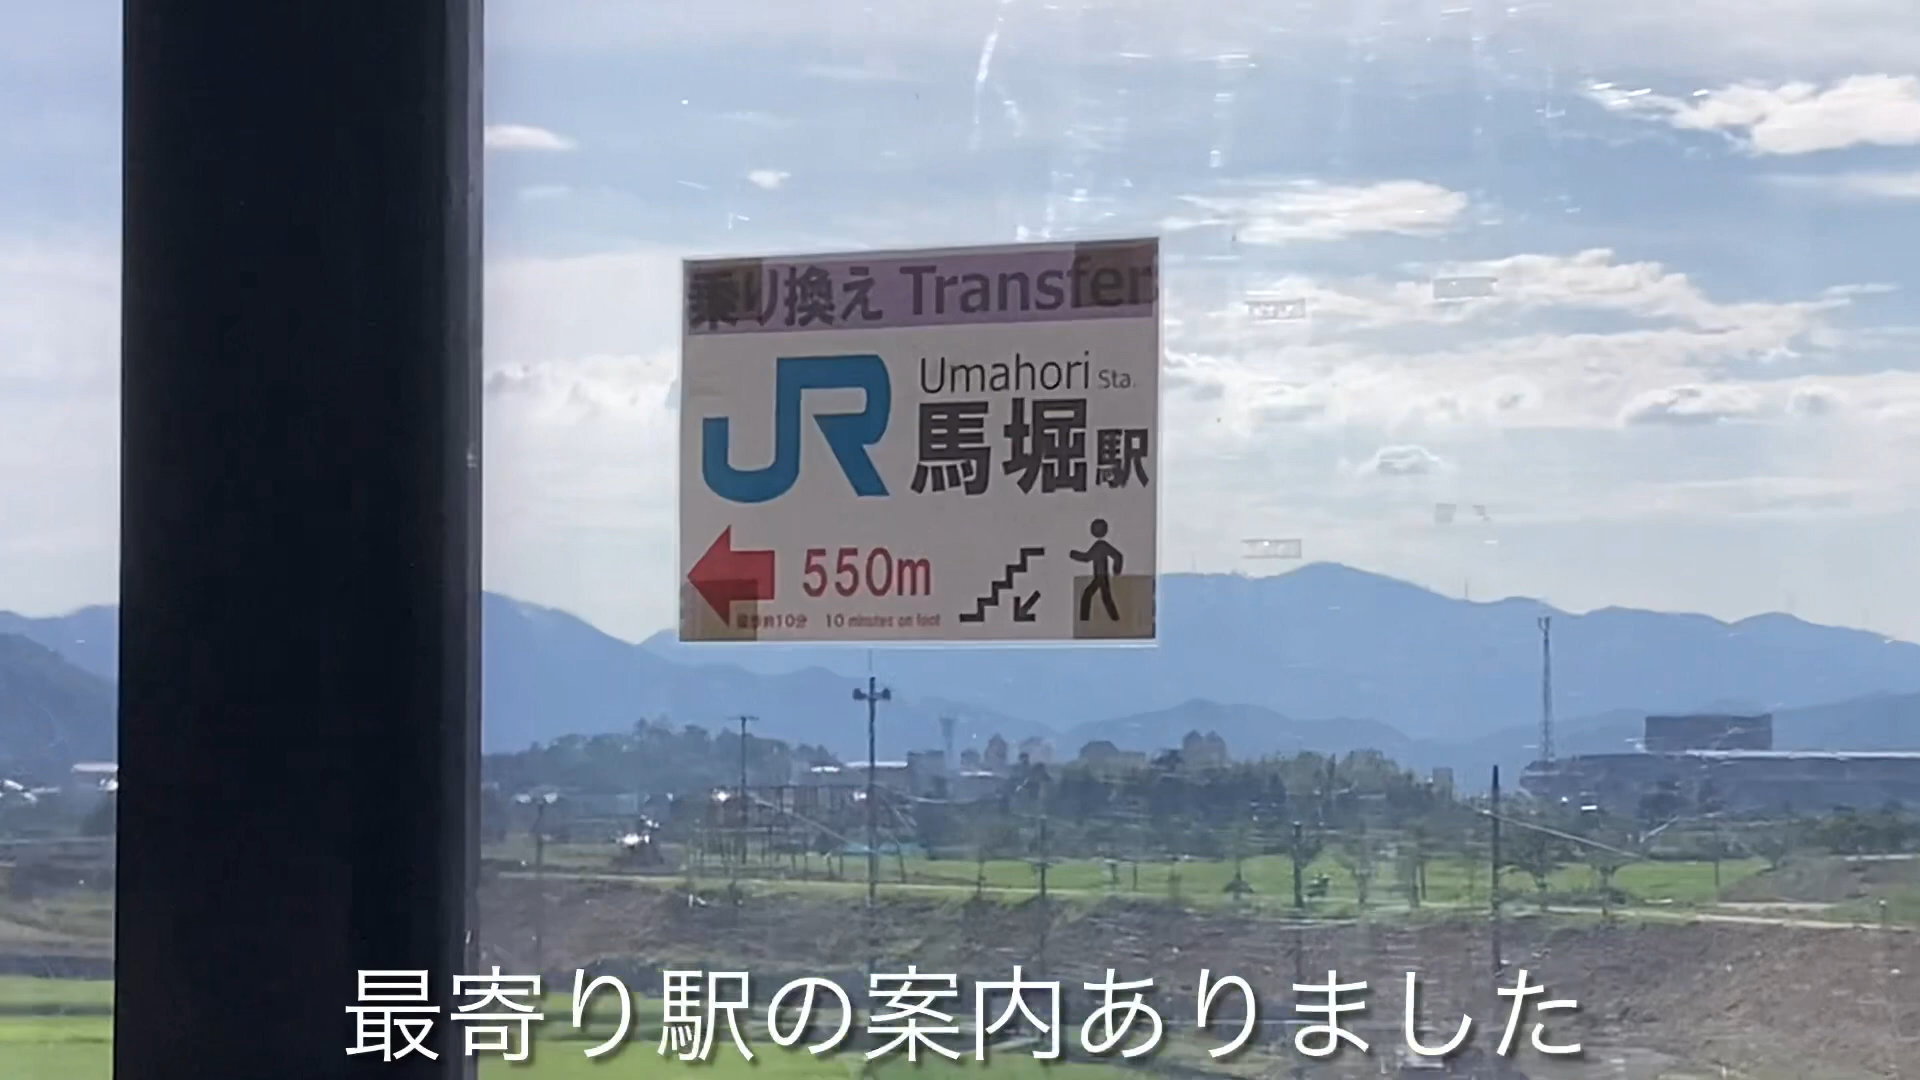 乗り換え Transfer
JR
Umahori Sta.
馬堀駅
550m
徒歩約10分 10 minutes on foot
最寄り駅の案内ありました